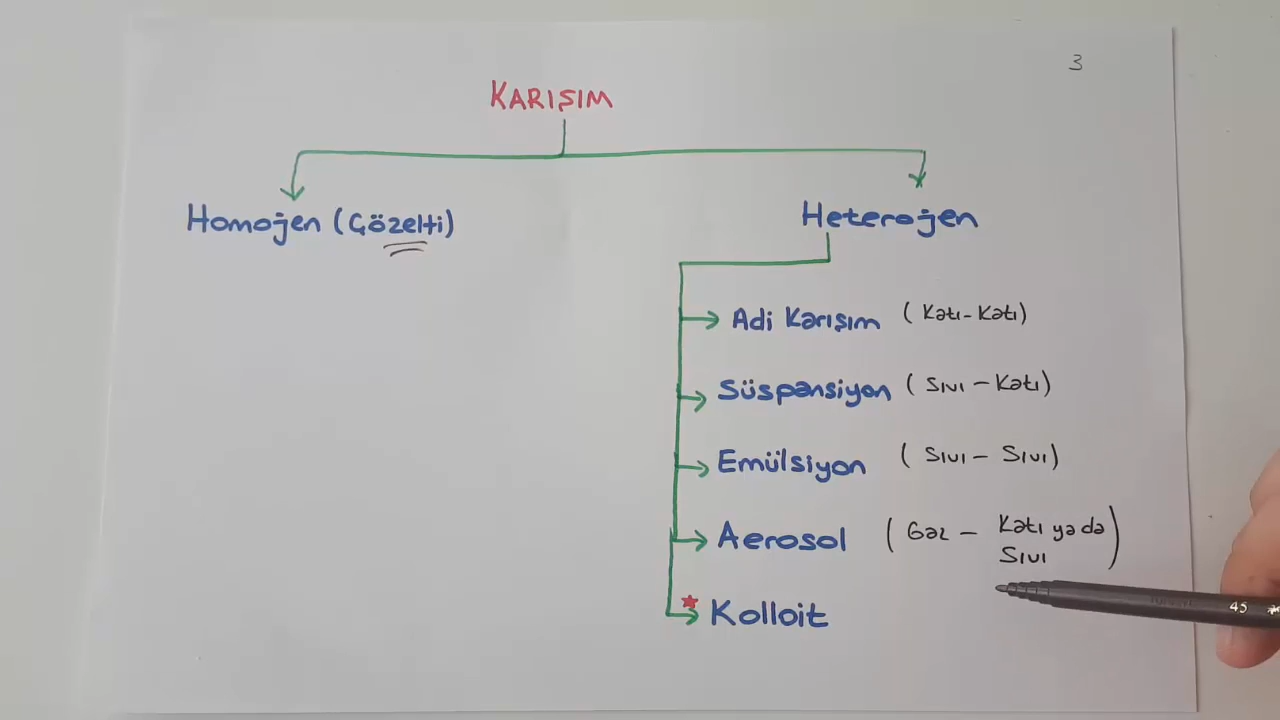 3
KARIŞIM
Homojen (Çözelti)
Heterojen
Adi Karışım (Katı-Katı)
Süspansiyon (Sıvı - Katı)
Emülsiyon (Sıvı - Sıvı)
Aerosol (Gaz - Katı ya da
Sıvı)
Kolloit
45